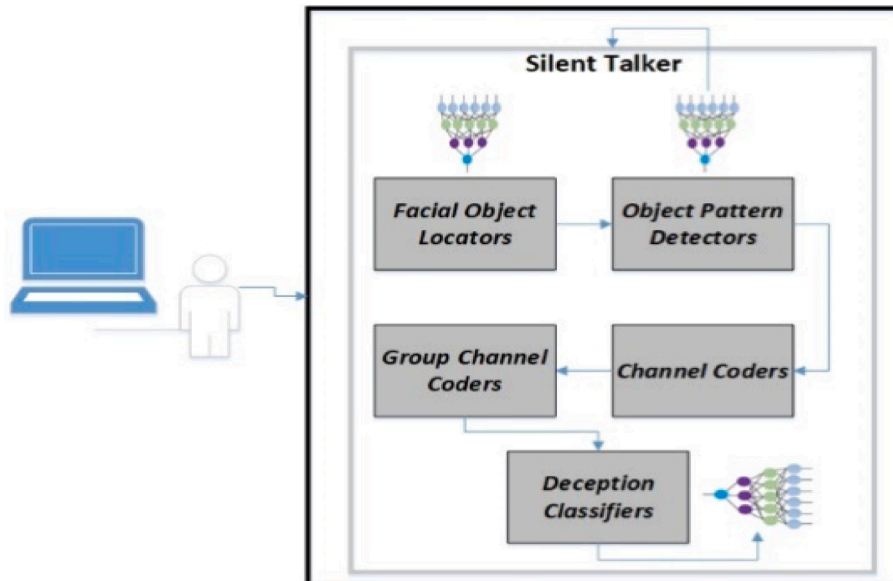 Silent Talker
Facial Object
Locators
Object Pattern
Detectors
Group Channel
Coders
Channel Coders
Deception
Classifiers